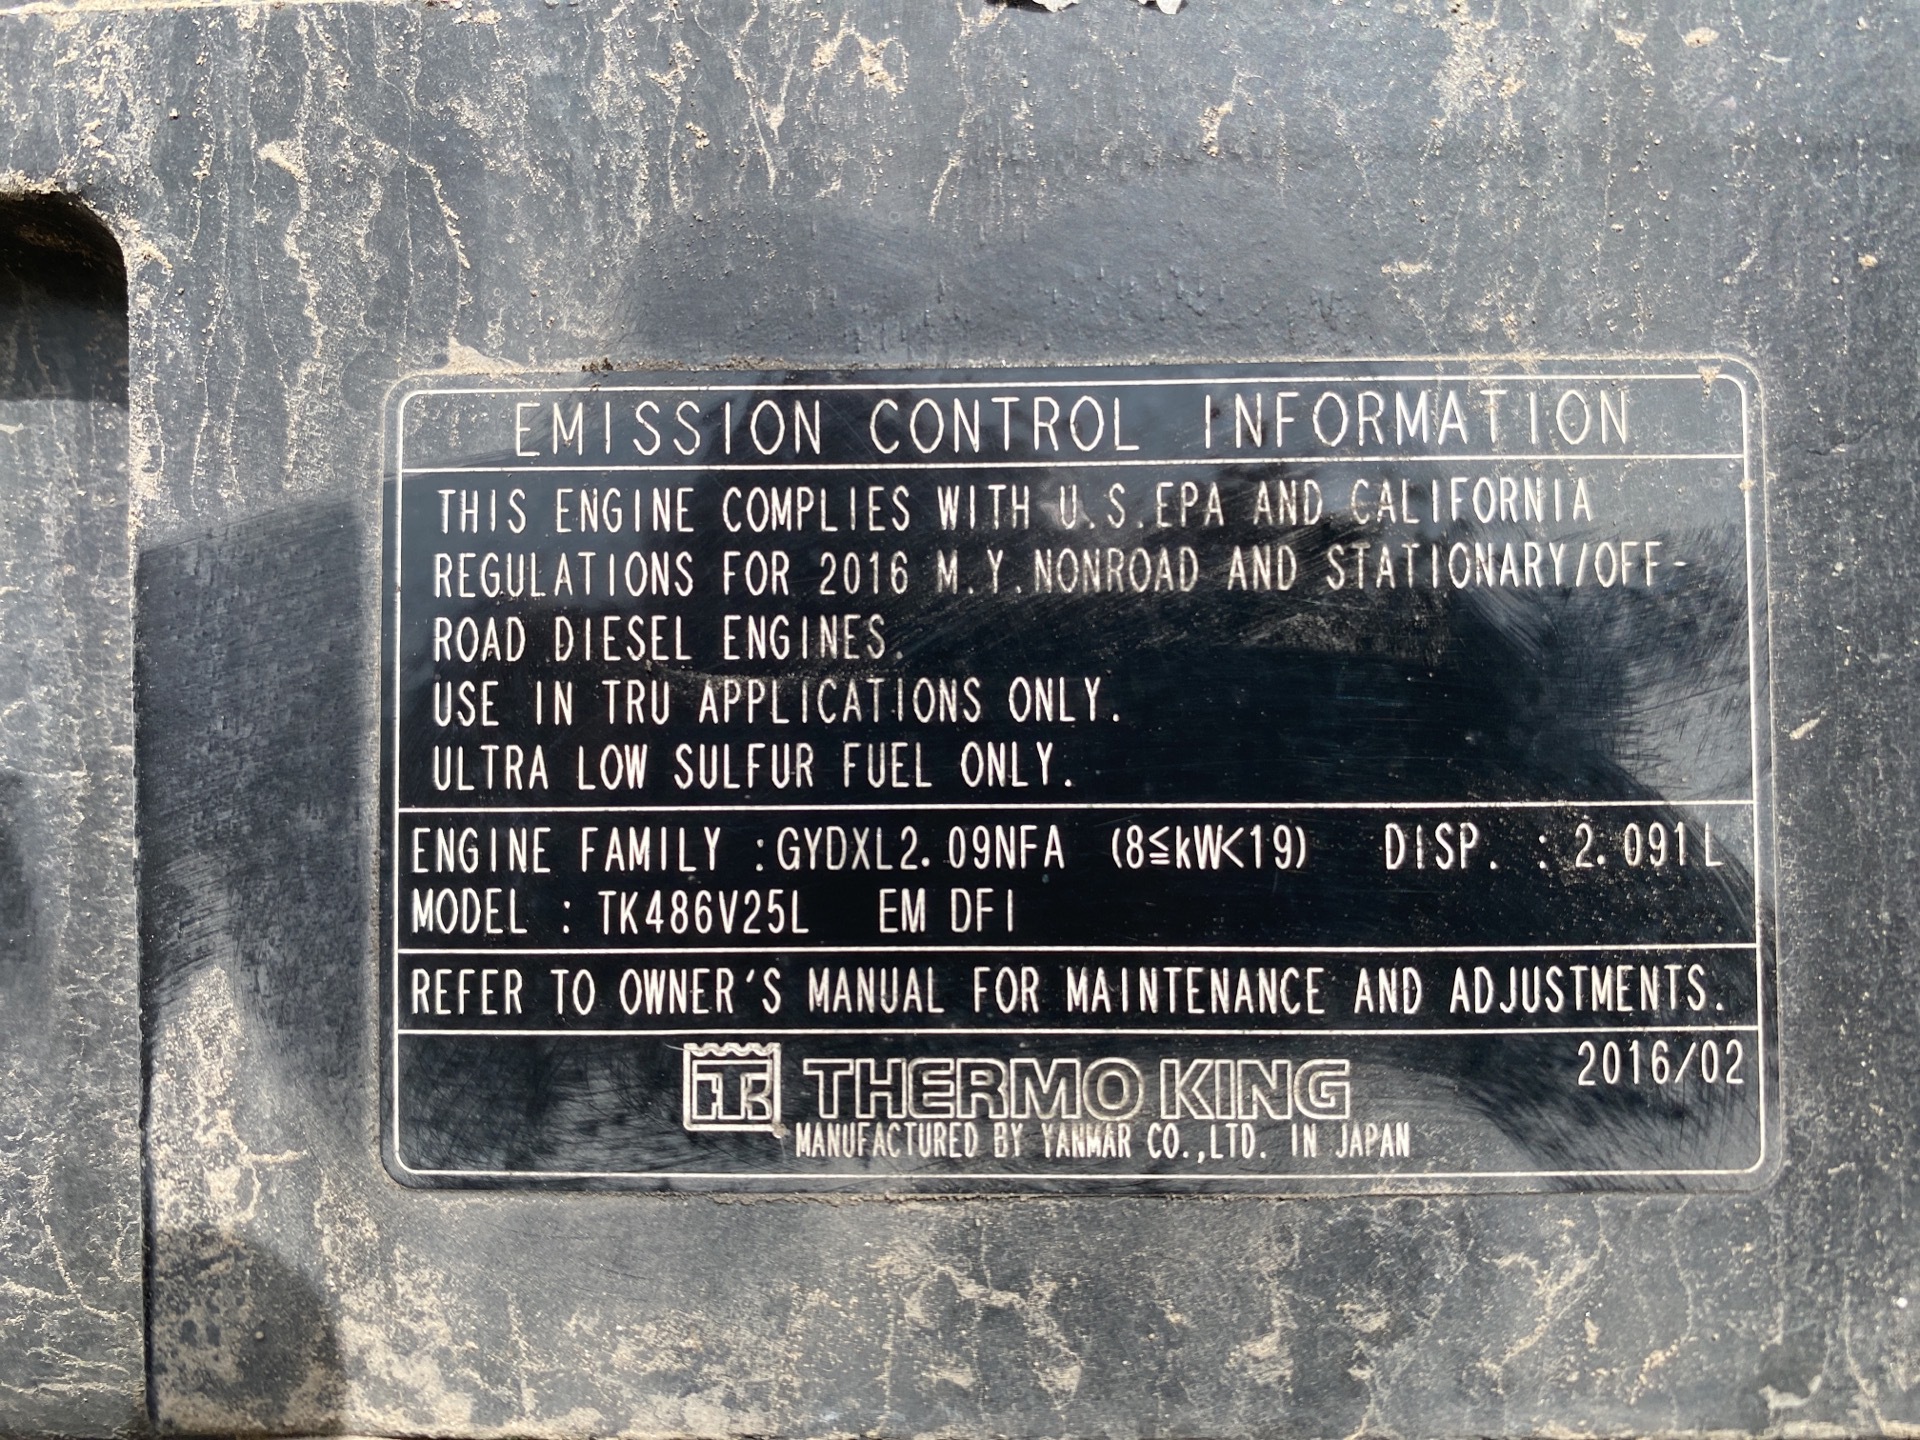 EMISSION CONTROL INFORMATION
THIS ENGINE COMPLIES WITH U.S.EPA AND CALIFORNIA
REGULATIONS FOR 2016 M.Y.NONROAD AND STATIONARY/OFF-
ROAD DIESEL ENGINES.
USE IN TRU APPLICATIONS ONLY.
ULTRA LOW SULFUR FUEL ONLY.
ENGINE FAMILY :GYDXL2.09NFA (8≦kW<19) DISP. : 2.091L
MODEL : TK486V25L EM DFI
REFER TO OWNER'S MANUAL FOR MAINTENANCE AND ADJUSTMENTS.
2016/02
TK THERMO KING
MANUFACTURED BY YANMAR CO.,LTD. IN JAPAN